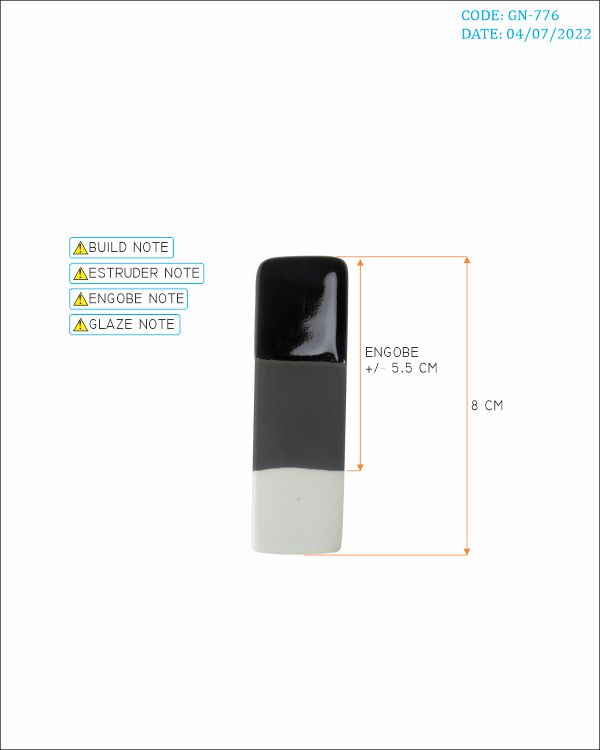 CODE: GN-776
DATE: 04/07/2022
BUILD NOTE
ESTRUDER NOTE
ENGOBE NOTE
GLAZE NOTE
ENGOBE
+/- 5.5 CM
8 CM